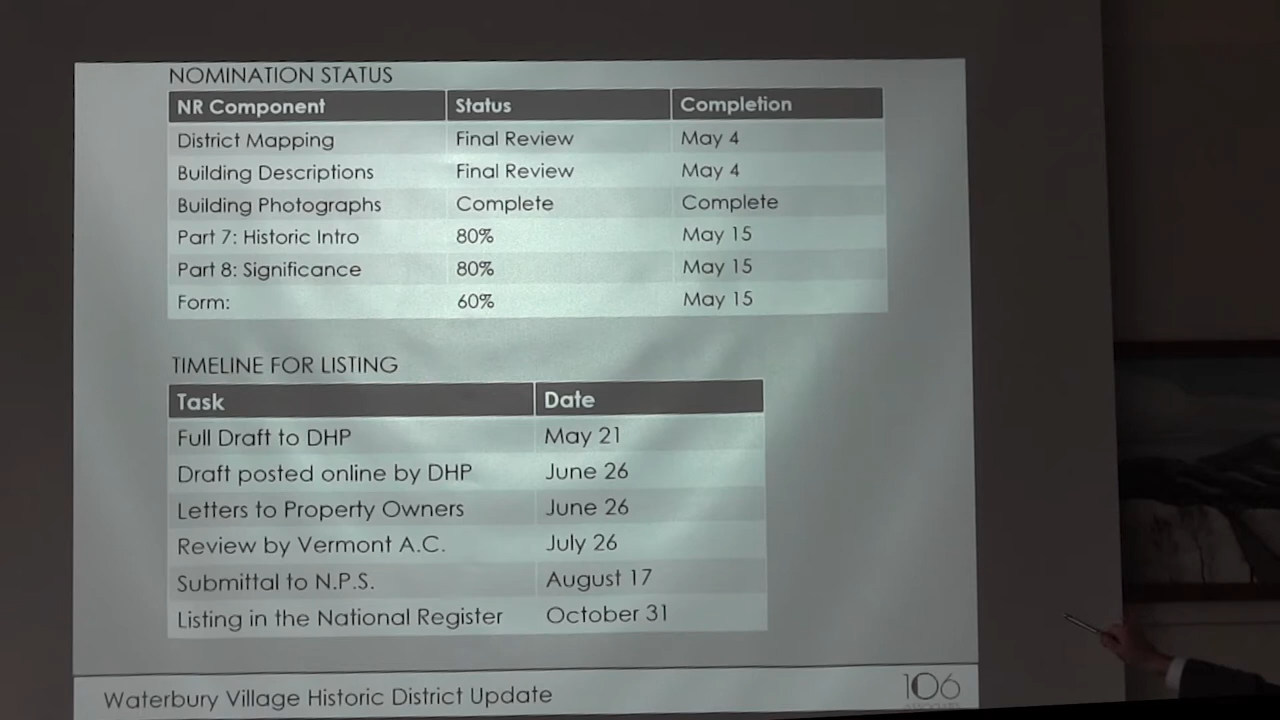 NOMINATION STATUS
NR Component Status Completion
District Mapping Final Review May 4
Building Descriptions Final Review May 4
Building Photographs Complete Complete
Part 7: Historic Intro 80% May 15
Part 8: Significance 80% May 15
Form: 60% May 15
TIMELINE FOR LISTING
Task Date
Full Draft to DHP May 21
Draft posted online by DHP June 26
Letters to Property Owners June 26
Review by Vermont A.C. July 26
Submittal to N.P.S. August 17
Listing in the National Register October 31
Waterbury Village Historic District Update 106